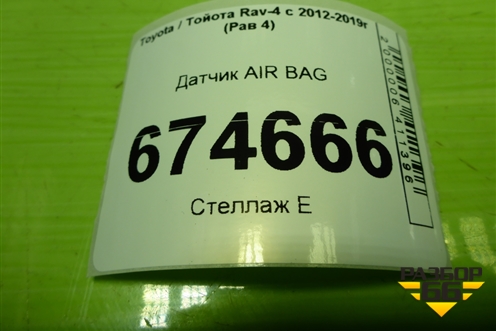 Toyota / Тойота Rav-4 с 2012-2019г
(Рав 4)
Датчик AIR BAG
674666
Стеллаж Е
2000006411396
РАЗБОР
66